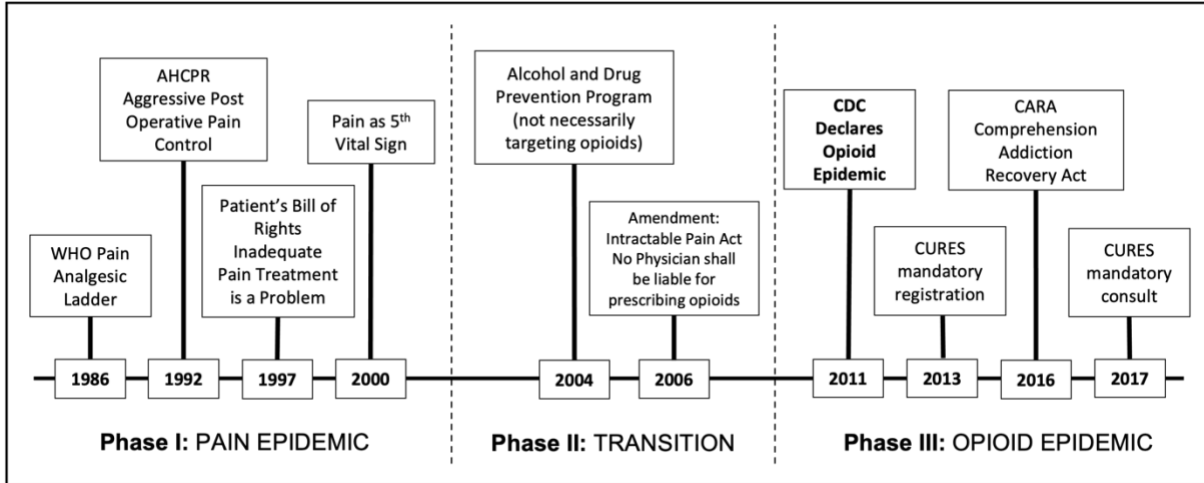 AHCPR
Aggressive Post
Operative Pain
Control
Pain as 5th
Vital Sign
Patient's Bill of
Rights
Inadequate
Pain Treatment
is a Problem
WHO Pain
Analgesic
Ladder
Alcohol and Drug
Prevention Program
(not necessarily
targeting opioids)
Amendment:
Intractable Pain Act
No Physician shall
be liable for
prescribing opioids
CDC
Declares
Opioid
Epidemic
CARA
Comprehension
Addiction
Recovery Act
CURES
mandatory
registration
CURES
mandatory
consult
1986
1992
1997
2000
2004
2006
2011
2013
2016
2017
Phase I: PAIN EPIDEMIC
Phase II: TRANSITION
Phase III: OPIOID EPIDEMIC